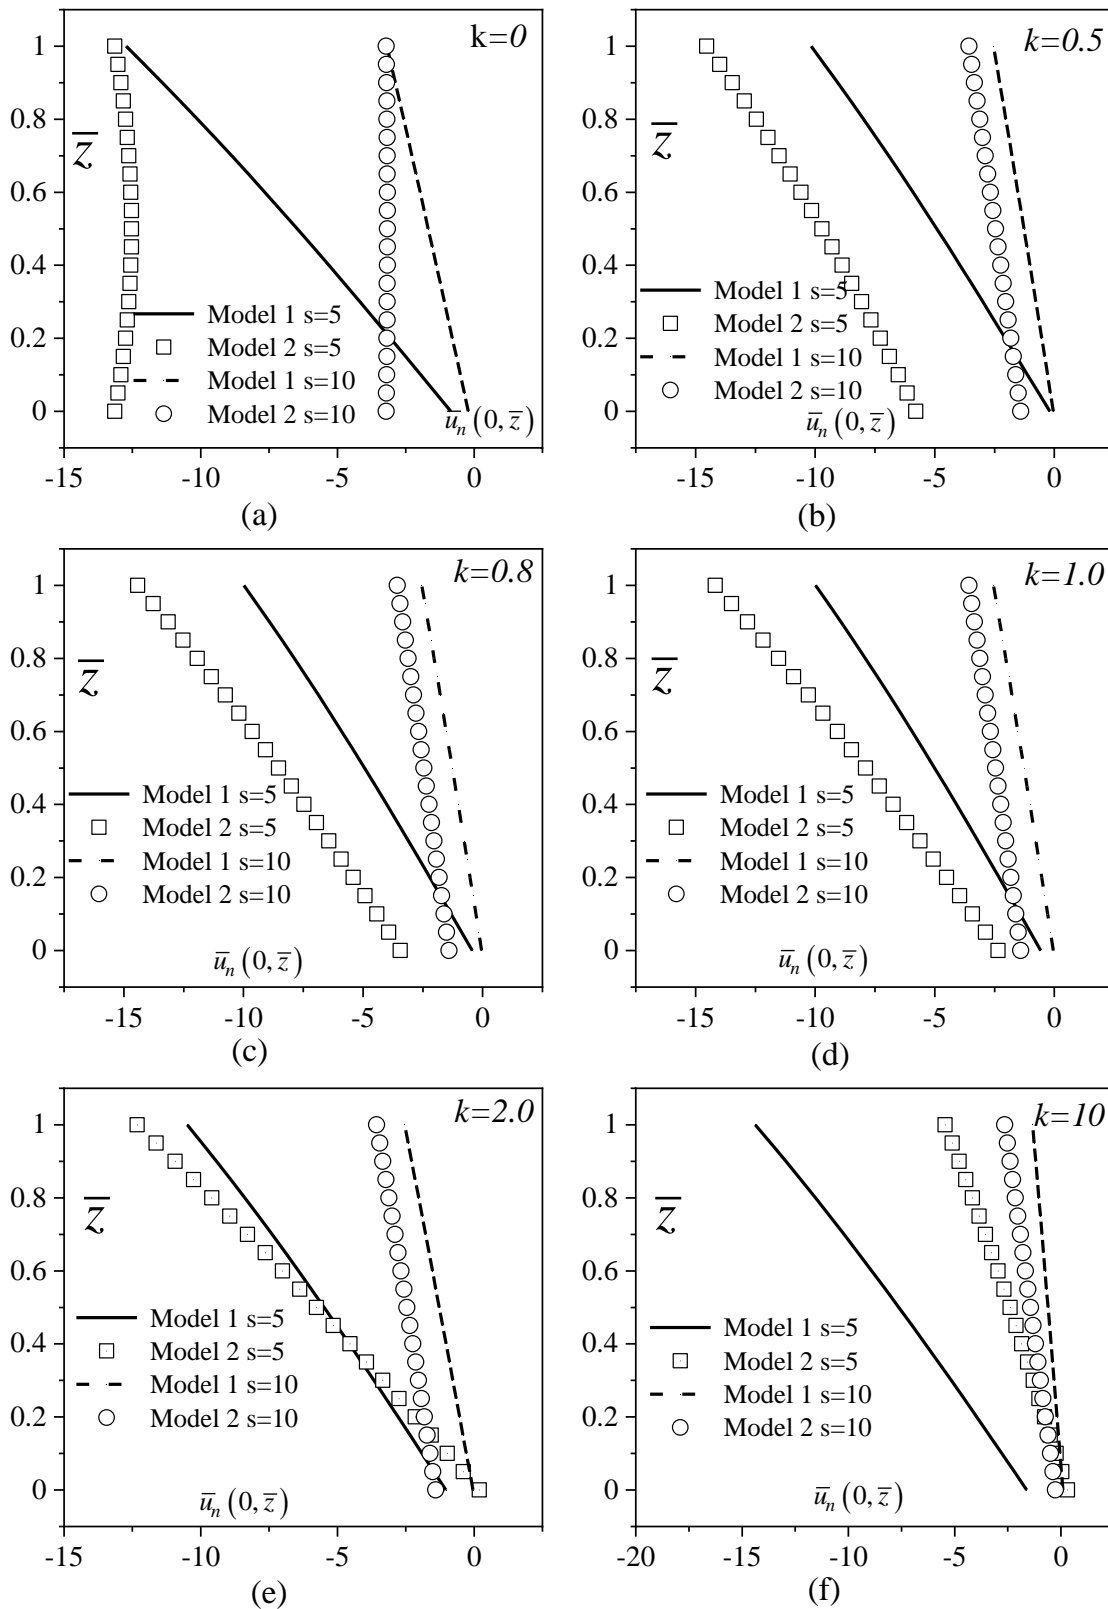 k=0
1
0.8
z̅
0.6
0.4
0.2
0
Model 1 s=5
Model 2 s=5
Model 1 s=10
Model 2 s=10
u̅n(0,z̅)
-15 -10 -5 0
(a)
k=0.5
1
0.8
z̅
0.6
0.4
0.2
0
Model 1 s=5
Model 2 s=5
Model 1 s=10
Model 2 s=10
u̅n(0,z̅)
-15 -10 -5 0
(b)
k=0.8
1
0.8
z̅
0.6
0.4
0.2
0
Model 1 s=5
Model 2 s=5
Model 1 s=10
Model 2 s=10
u̅n(0,z̅)
-15 -10 -5 0
(c)
k=1.0
1
0.8
z̅
0.6
0.4
0.2
0
Model 1 s=5
Model 2 s=5
Model 1 s=10
Model 2 s=10
u̅n(0,z̅)
-15 -10 -5 0
(d)
k=2.0
1
0.8
z̅
0.6
0.4
0.2
0
Model 1 s=5
Model 2 s=5
Model 1 s=10
Model 2 s=10
u̅n(0,z̅)
-15 -10 -5 0
(e)
k=10
1
0.8
z̅
0.6
0.4
0.2
0
Model 1 s=5
Model 2 s=5
Model 1 s=10
Model 2 s=10
u̅n(0,z̅)
-20 -15 -10 -5 0
(f)